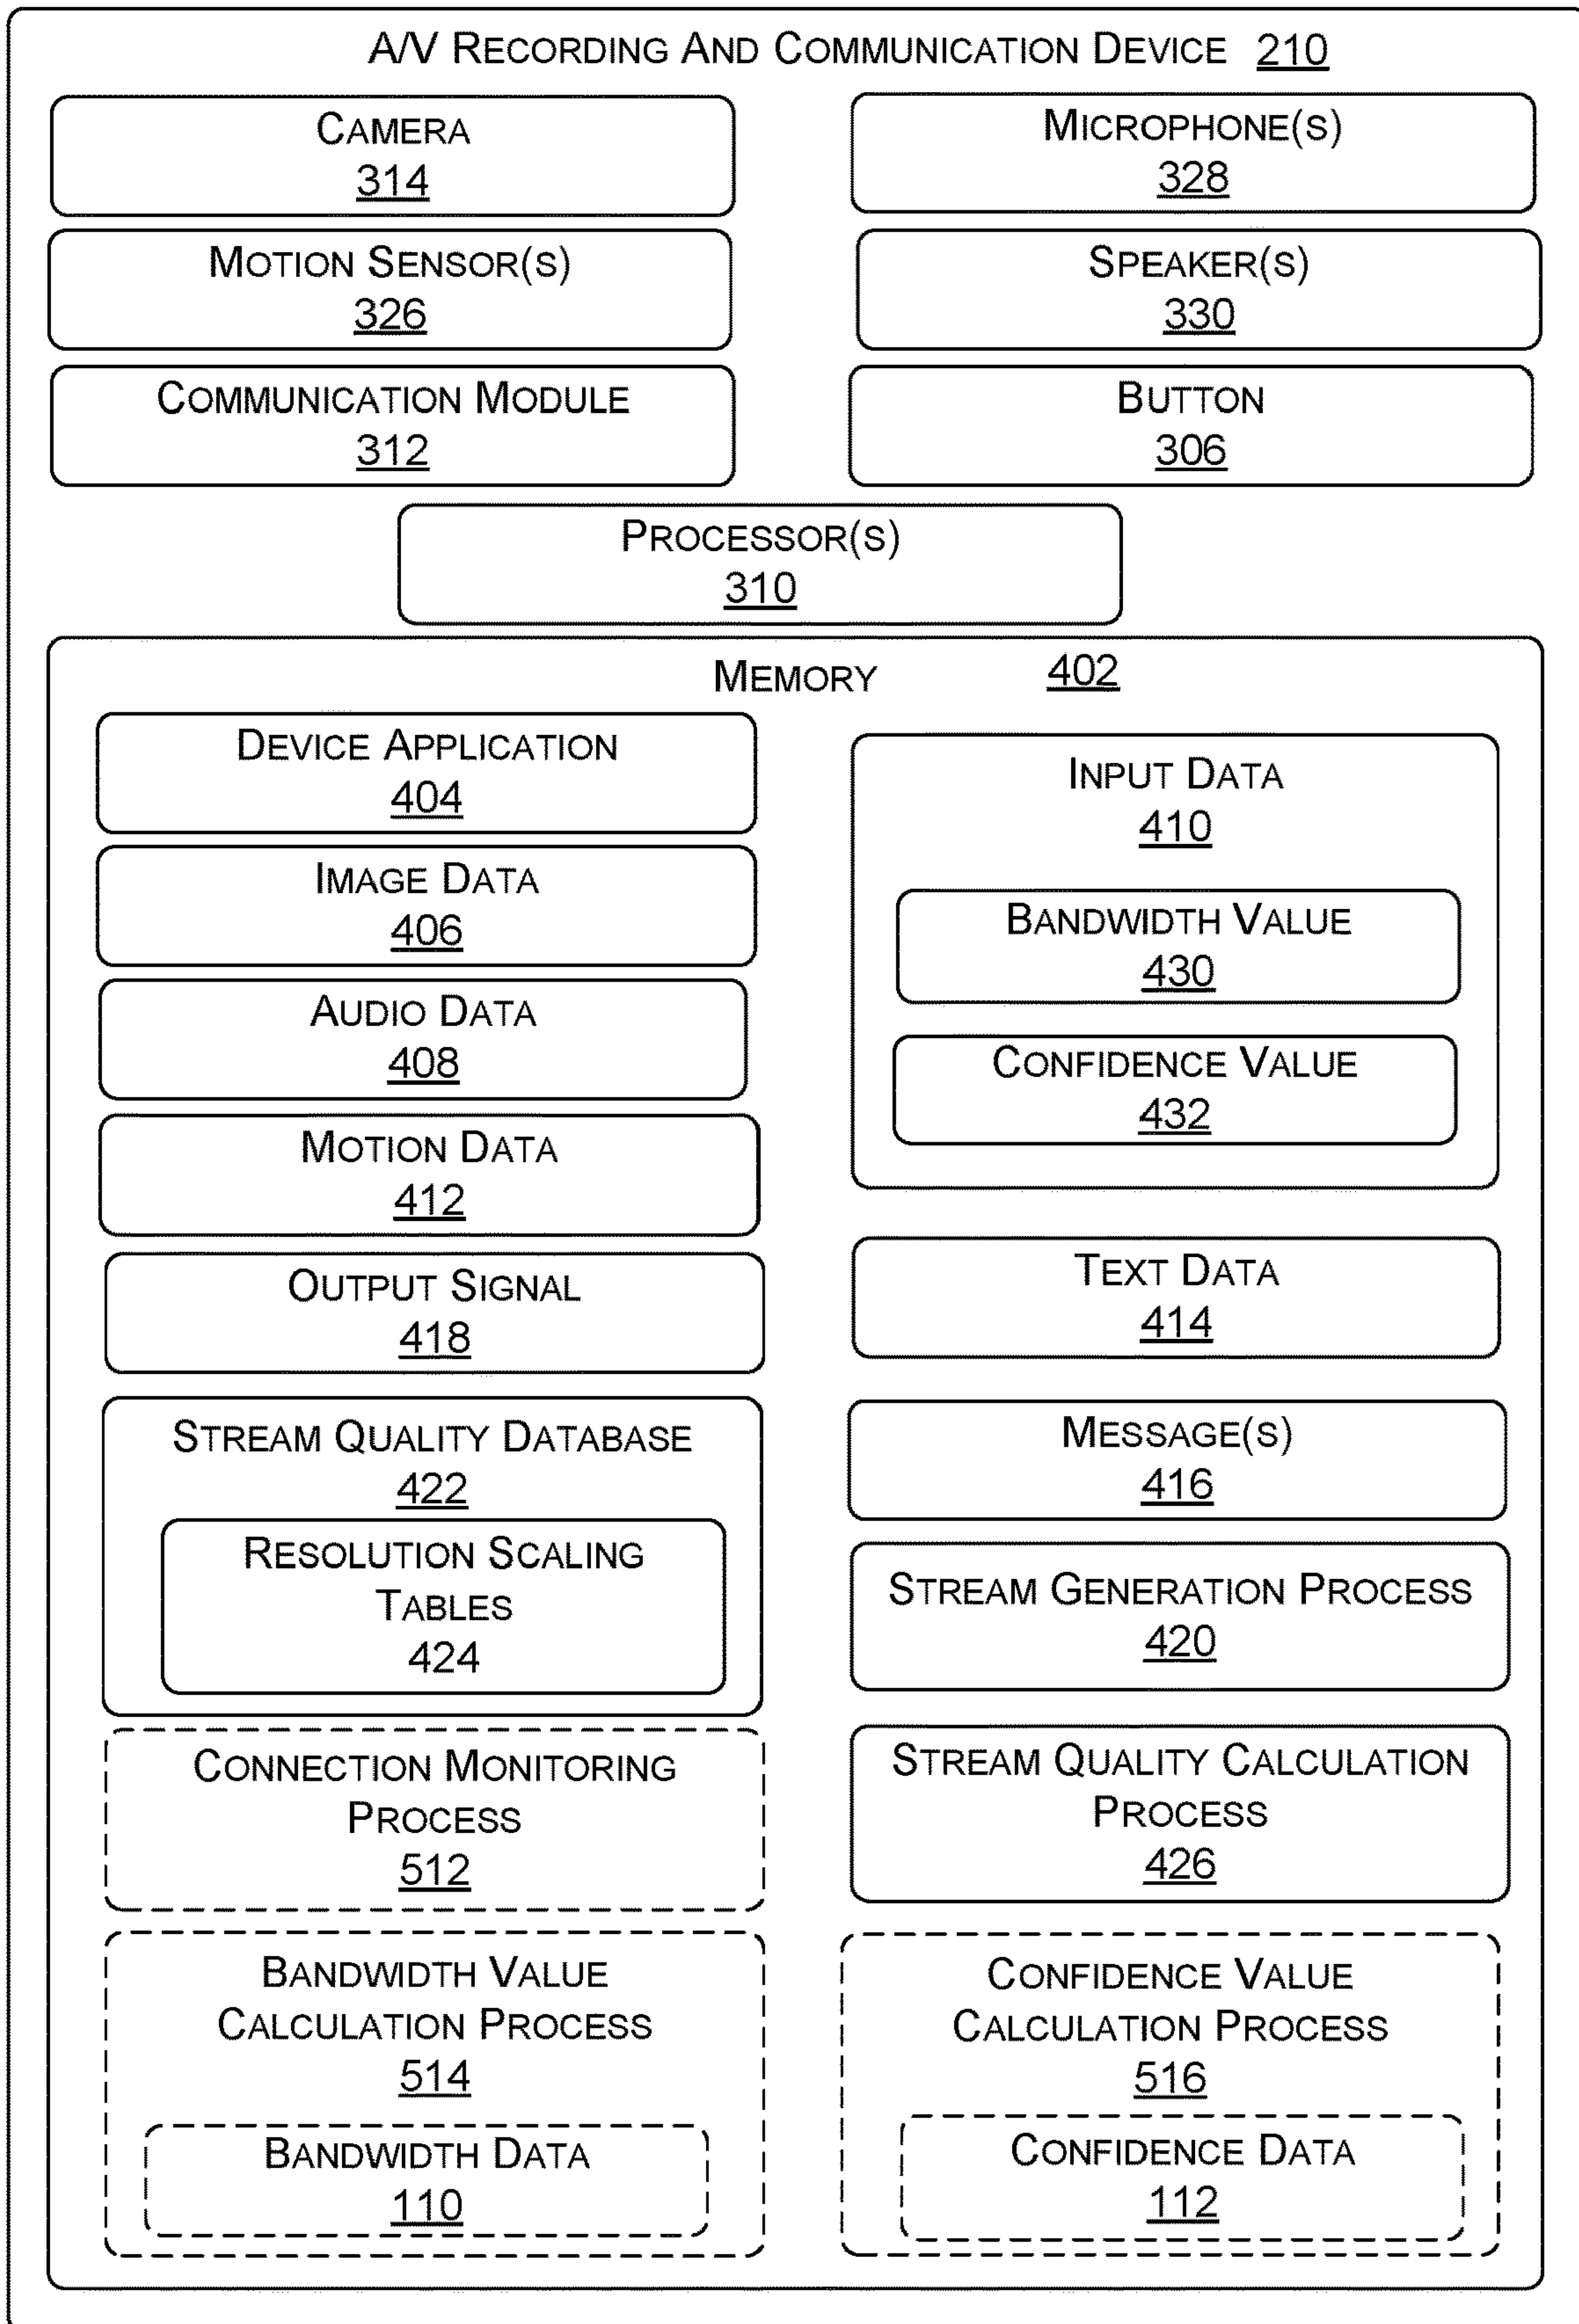 A/V RECORDING AND COMMUNICATION DEVICE 210
CAMERA
314
MICROPHONE(S)
328
MOTION SENSOR(S)
326
SPEAKER(S)
330
COMMUNICATION MODULE
312
BUTTON
306
PROCESSOR(S)
310
MEMORY 402
DEVICE APPLICATION
404
IMAGE DATA
406
AUDIO DATA
408
MOTION DATA
412
OUTPUT SIGNAL
418
STREAM QUALITY DATABASE
422
RESOLUTION SCALING
TABLES
424
CONNECTION MONITORING
PROCESS
512
BANDWIDTH VALUE
CALCULATION PROCESS
514
BANDWIDTH DATA
110
INPUT DATA
410
BANDWIDTH VALUE
430
CONFIDENCE VALUE
432
TEXT DATA
414
MESSAGE(S)
416
STREAM GENERATION PROCESS
420
STREAM QUALITY CALCULATION
PROCESS
426
CONFIDENCE VALUE
CALCULATION PROCESS
516
CONFIDENCE DATA
112